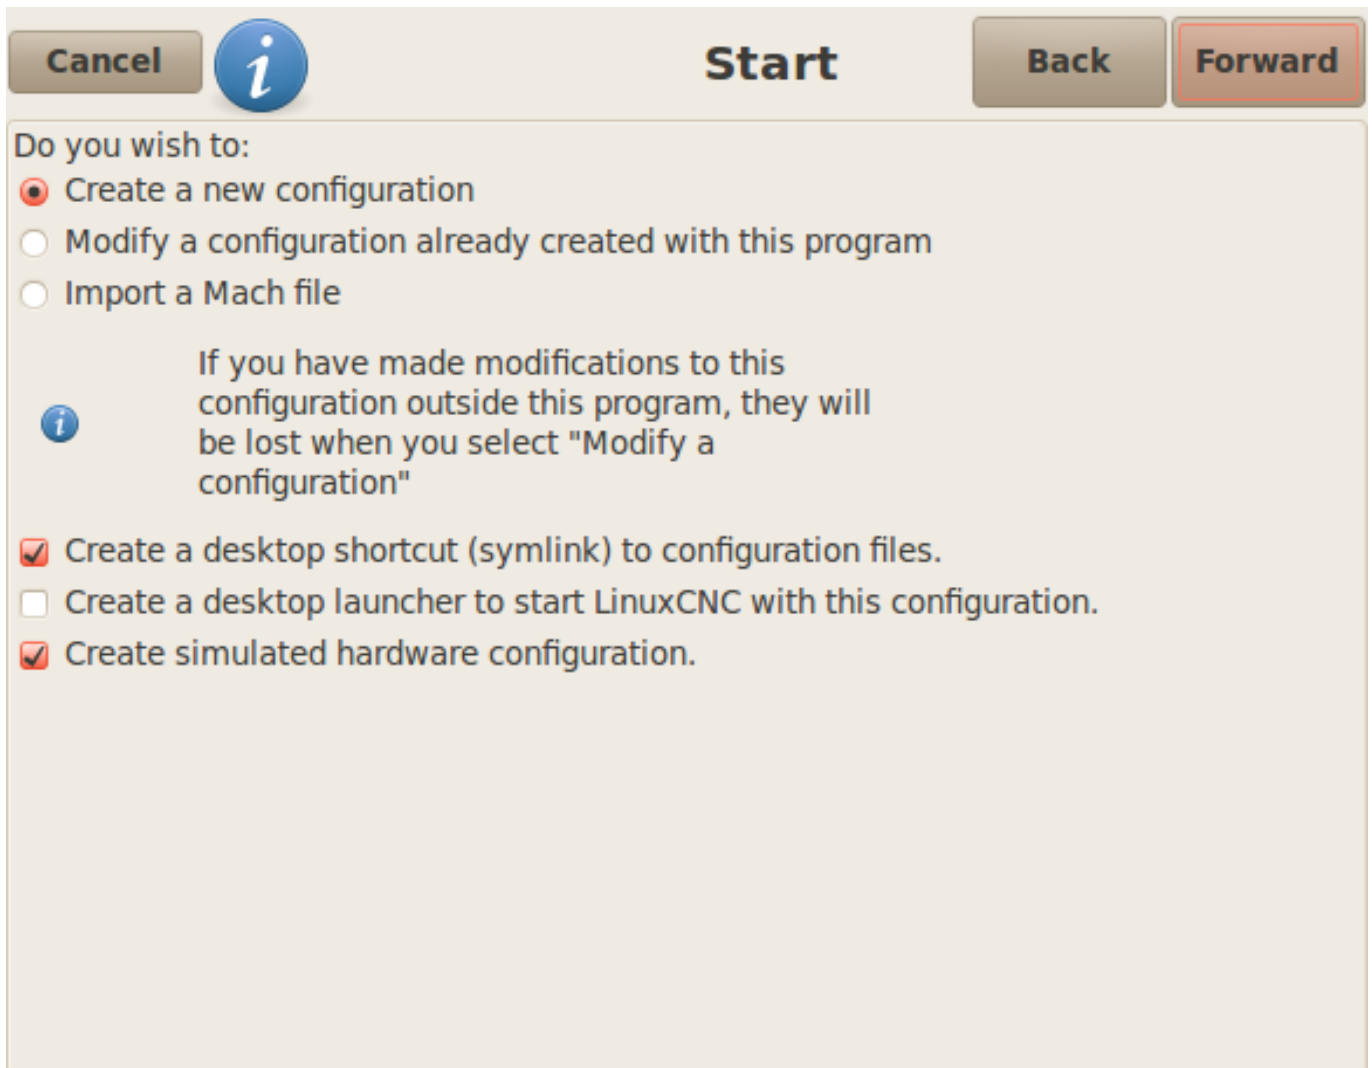 Cancel
i
Start
Back
Forward
Do you wish to:
Create a new configuration
Modify a configuration already created with this program
Import a Mach file
i
If you have made modifications to this
configuration outside this program, they will
be lost when you select "Modify a
configuration"
Create a desktop shortcut (symlink) to configuration files.
Create a desktop launcher to start LinuxCNC with this configuration.
Create simulated hardware configuration.